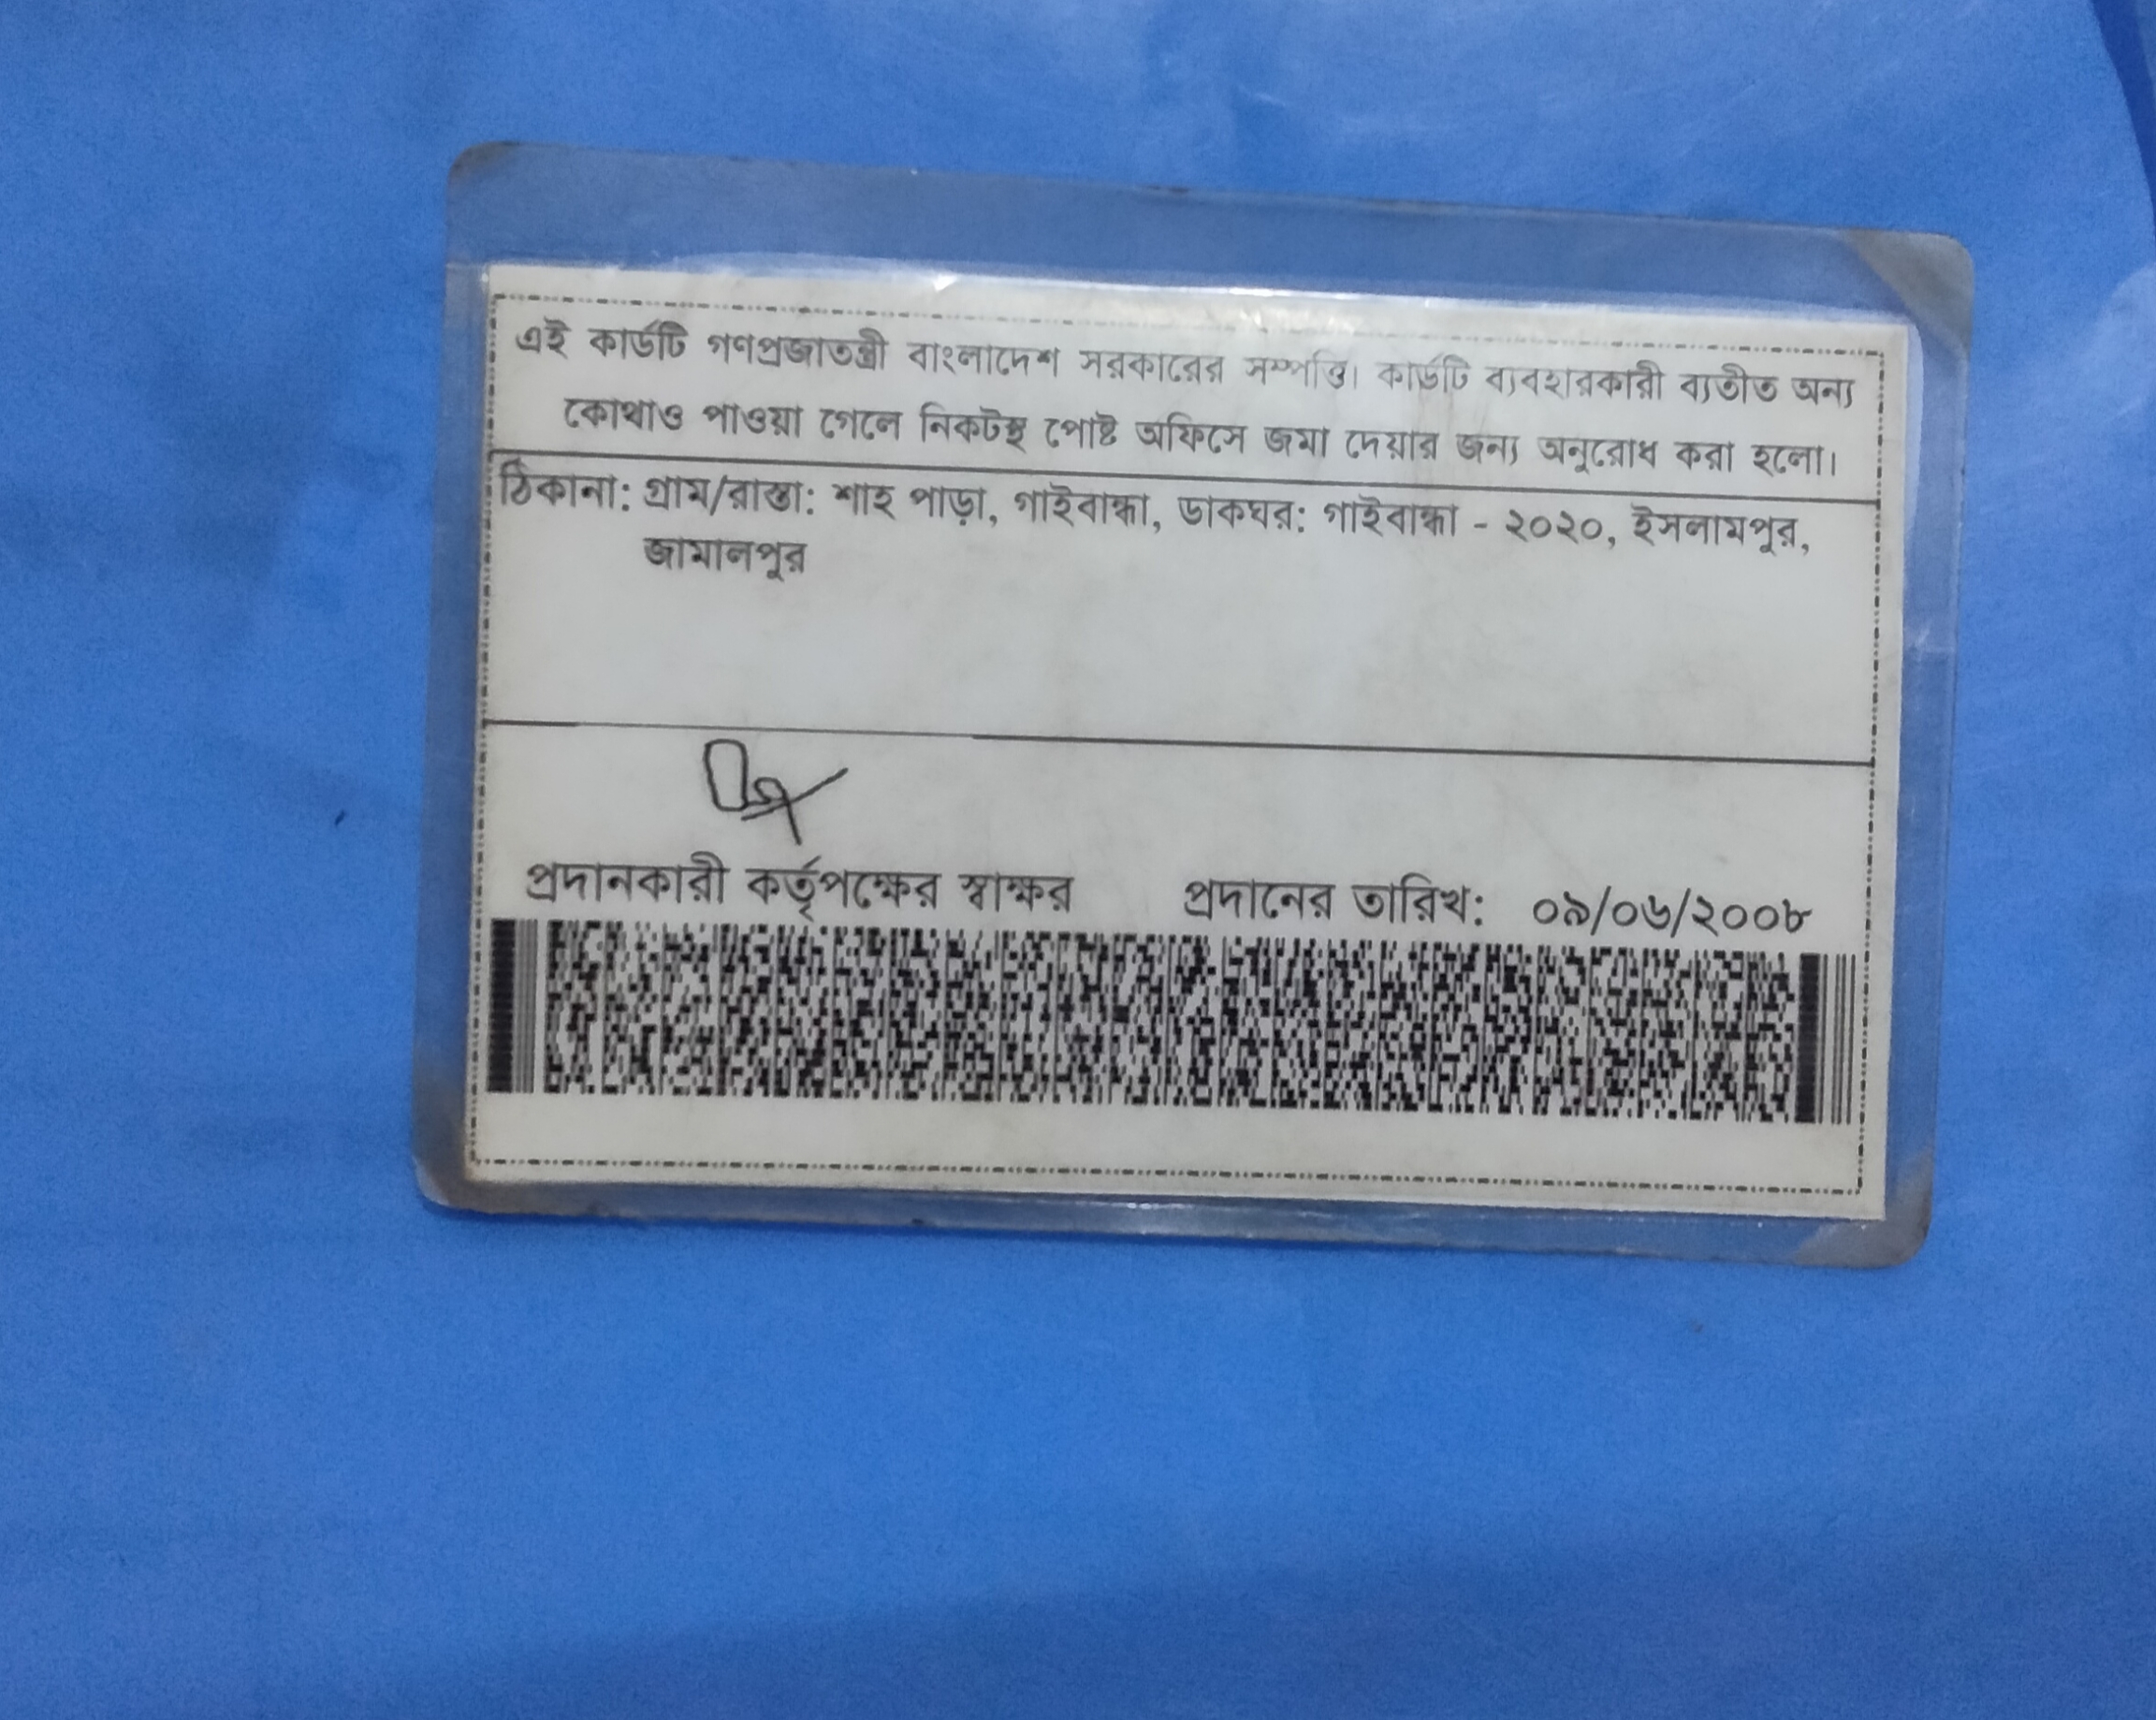 এই কার্ডটি গণপ্রজাতন্ত্রী বাংলাদেশ সরকারের সম্পত্তি। কার্ডটি ব্যবহারকারী ব্যতীত অন্য
কোথাও পাওয়া গেলে নিকটস্থ পোষ্ট অফিসে জমা দেয়ার জন্য অনুরোধ করা হলো।
ঠিকানা: গ্রাম/রাস্তা: শাহ পাড়া, গাইবান্ধা, ডাকঘর: গাইবান্ধা - ২০২০, ইসলামপুর,
জামালপুর
প্রদানকারী কর্তৃপক্ষের স্বাক্ষর প্রদানের তারিখ: ০৯/০৬/২০০৮